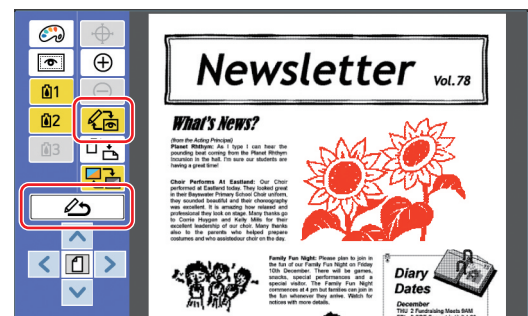 1
2
3
Newsletter
Vol.78
What's News?
(from the Acting Principal)
Planet Rhthym: As I type I can hear the
pounding beat coming from the Planet Rhthym
Incursion in the hall. I'm sure our students are
having a great time!
Choir Performs At Eastland: Our Choir
performed at Eastland today. They looked great
in their Bayswater Primary School Choir uniform,
they sounded beautiful and their choreography
was excellent. It is amazing how relaxed and
professional they look on stage. Many thanks go
to Corrie Heygen and Kelly Mills for their
excellent leadership of our choir. Many thanks
also to the parents who helped prepare
costumes and who assistedour choir on the day.
Family Fun Night: Please plan to join in
the fun of our Family Fun Night on Friday
10th December. There will be games,
snacks, special performances and a
special visitor. The Family Fun Night
commences at 4 pm but families can join in
the fun whenever they arrive. Watch for
notices with more details.
Diary
Dates
December
THU 2 Fundraising Meets 9AM